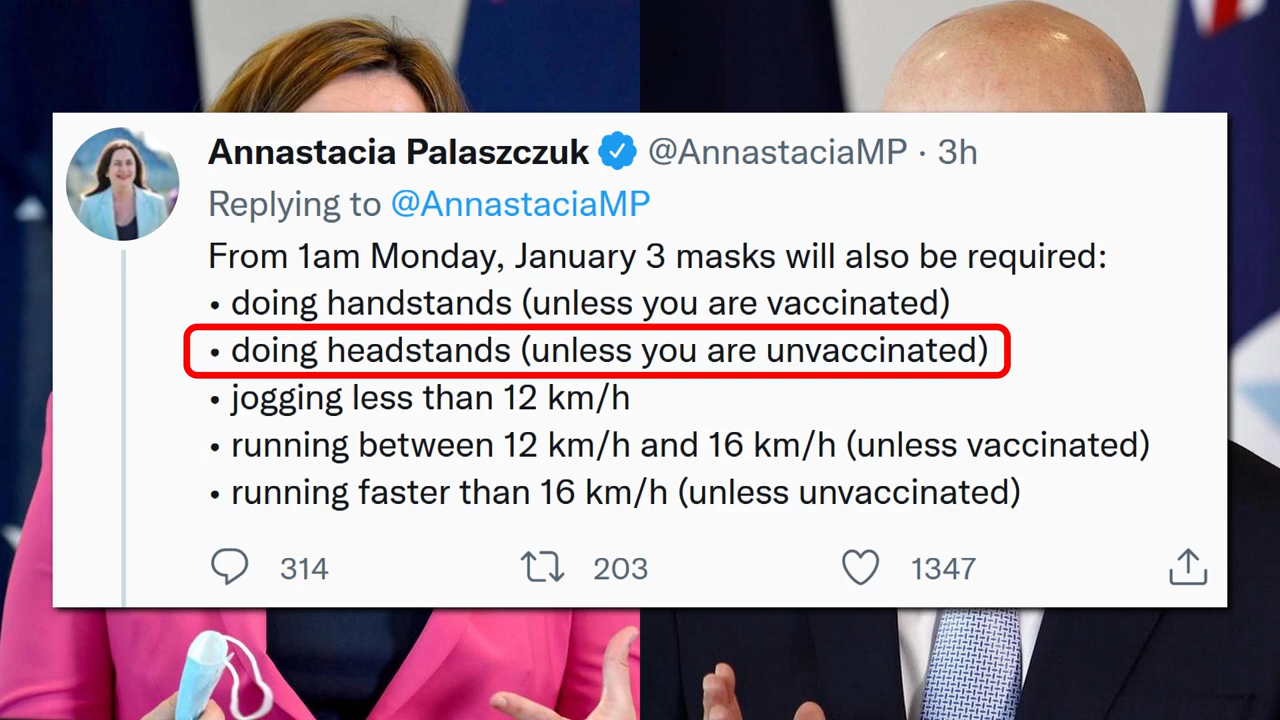 Annastacia Palaszczuk @AnnastaciaMP · 3h
Replying to @AnnastaciaMP
From 1am Monday, January 3 masks will also be required:
• doing handstands (unless you are vaccinated)
• doing headstands (unless you are unvaccinated)
• jogging less than 12 km/h
• running between 12 km/h and 16 km/h (unless vaccinated)
• running faster than 16 km/h (unless unvaccinated)
314 203 1347